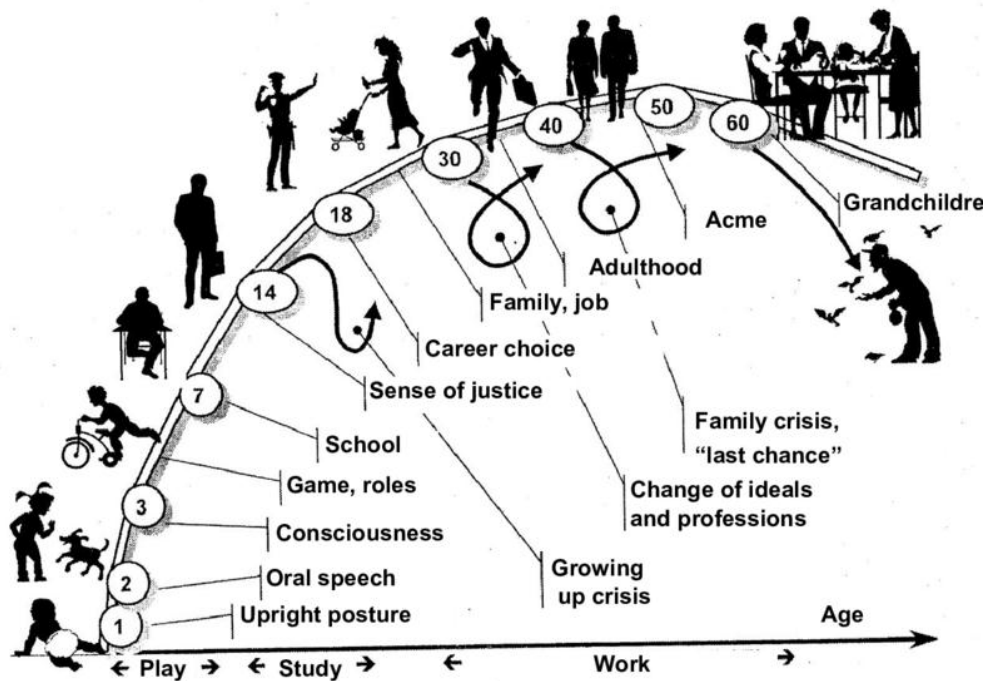 50
40
60
30
Grandchildre
18
Acme
Adulthood
14
Family, job
Career choice
Sense of justice
7
Family crisis,
“last chance”
School
Game, roles
Change of ideals
and professions
3
Consciousness
Growing
up crisis
2
Oral speech
1
Upright posture
Age
Play
Study
Work